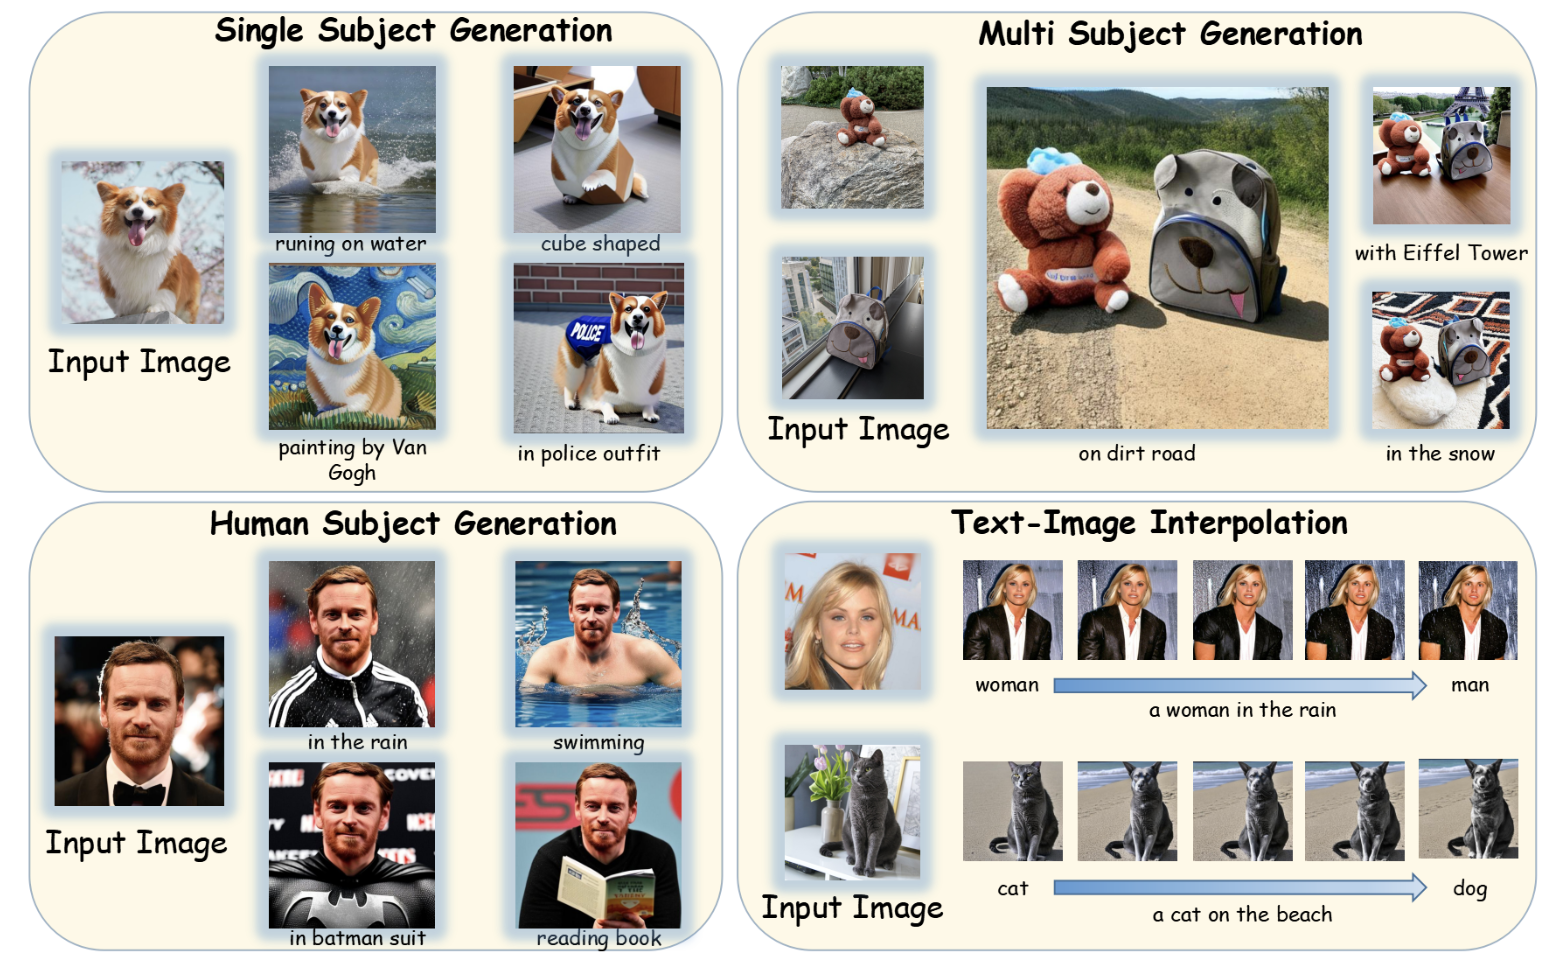 Single Subject Generation
Input Image
runing on water
cube shaped
POLICE
painting by Van
Gogh
in police outfit
Multi Subject Generation
Input Image
on dirt road
with Eiffel Tower
in the snow
Human Subject Generation
Input Image
in the rain
swimming
in batman suit
reading book
Text-Image Interpolation
Input Image
woman
man
a woman in the rain
cat
dog
a cat on the beach